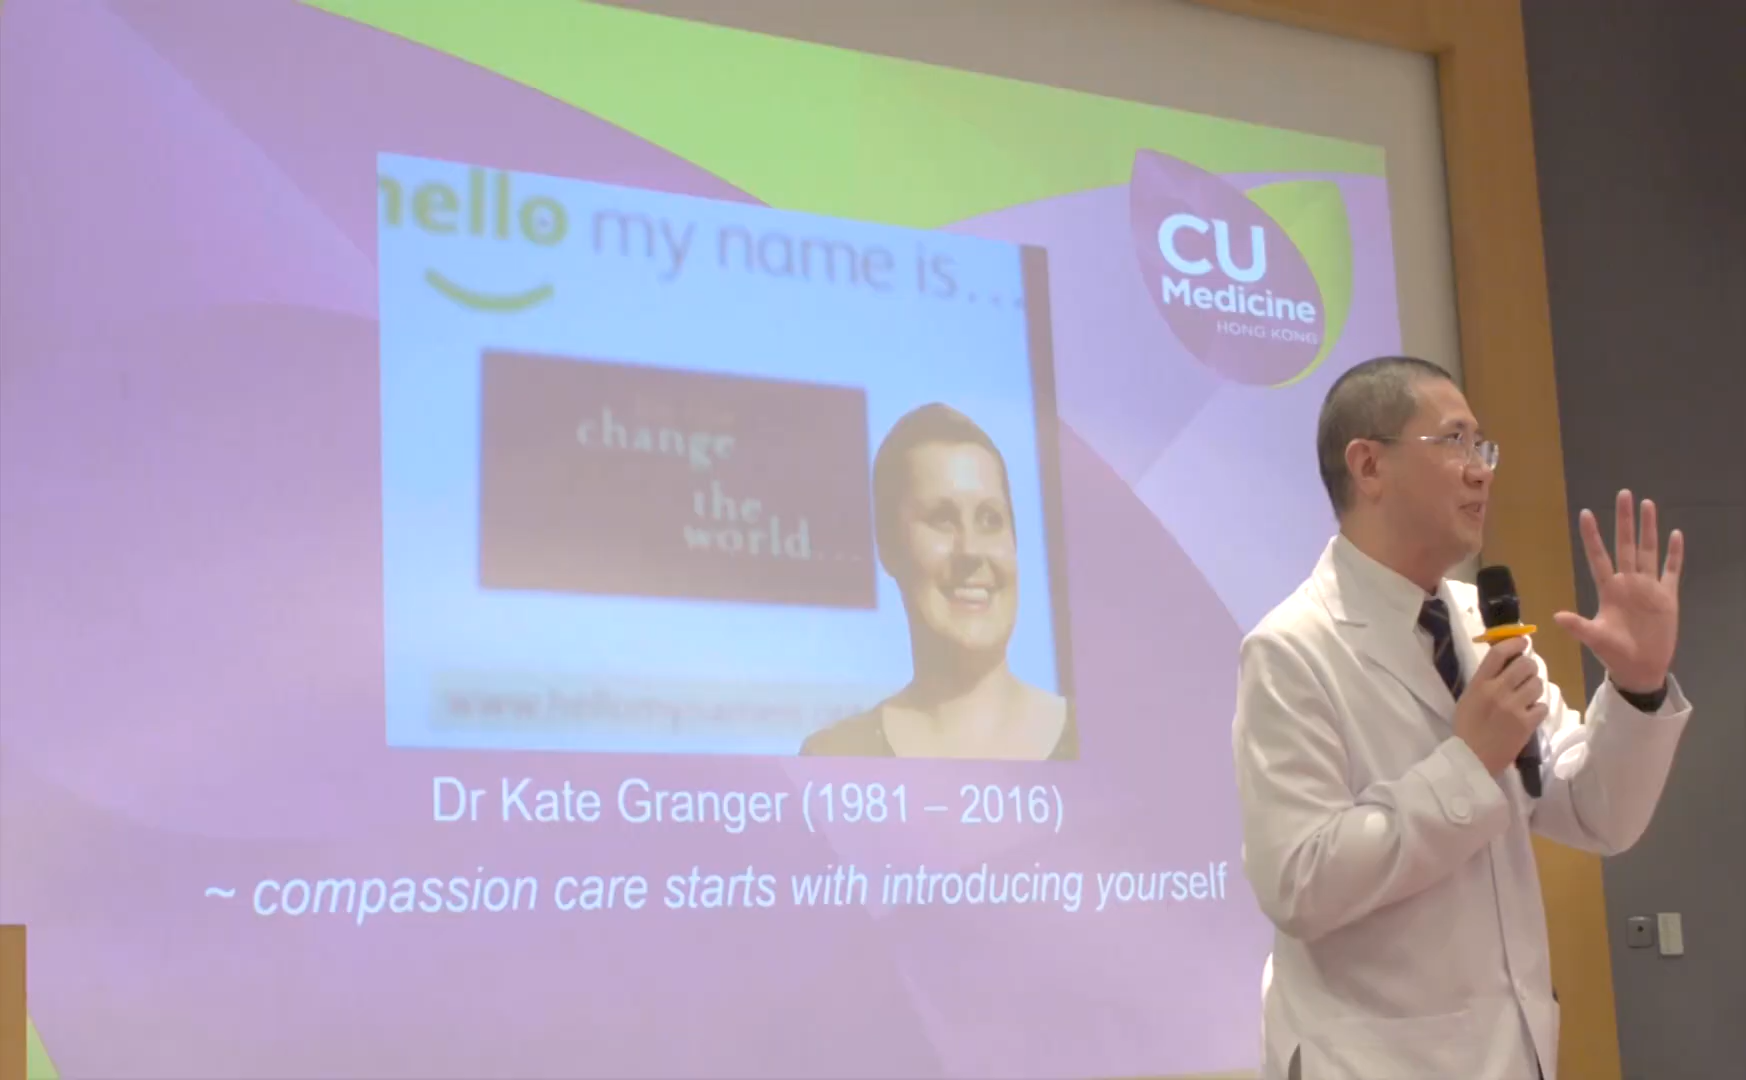 hello my name is...
change
the
world...
Dr Kate Granger (1981 – 2016)
~ compassion care starts with introducing yourself
CU
Medicine
HONG KONG